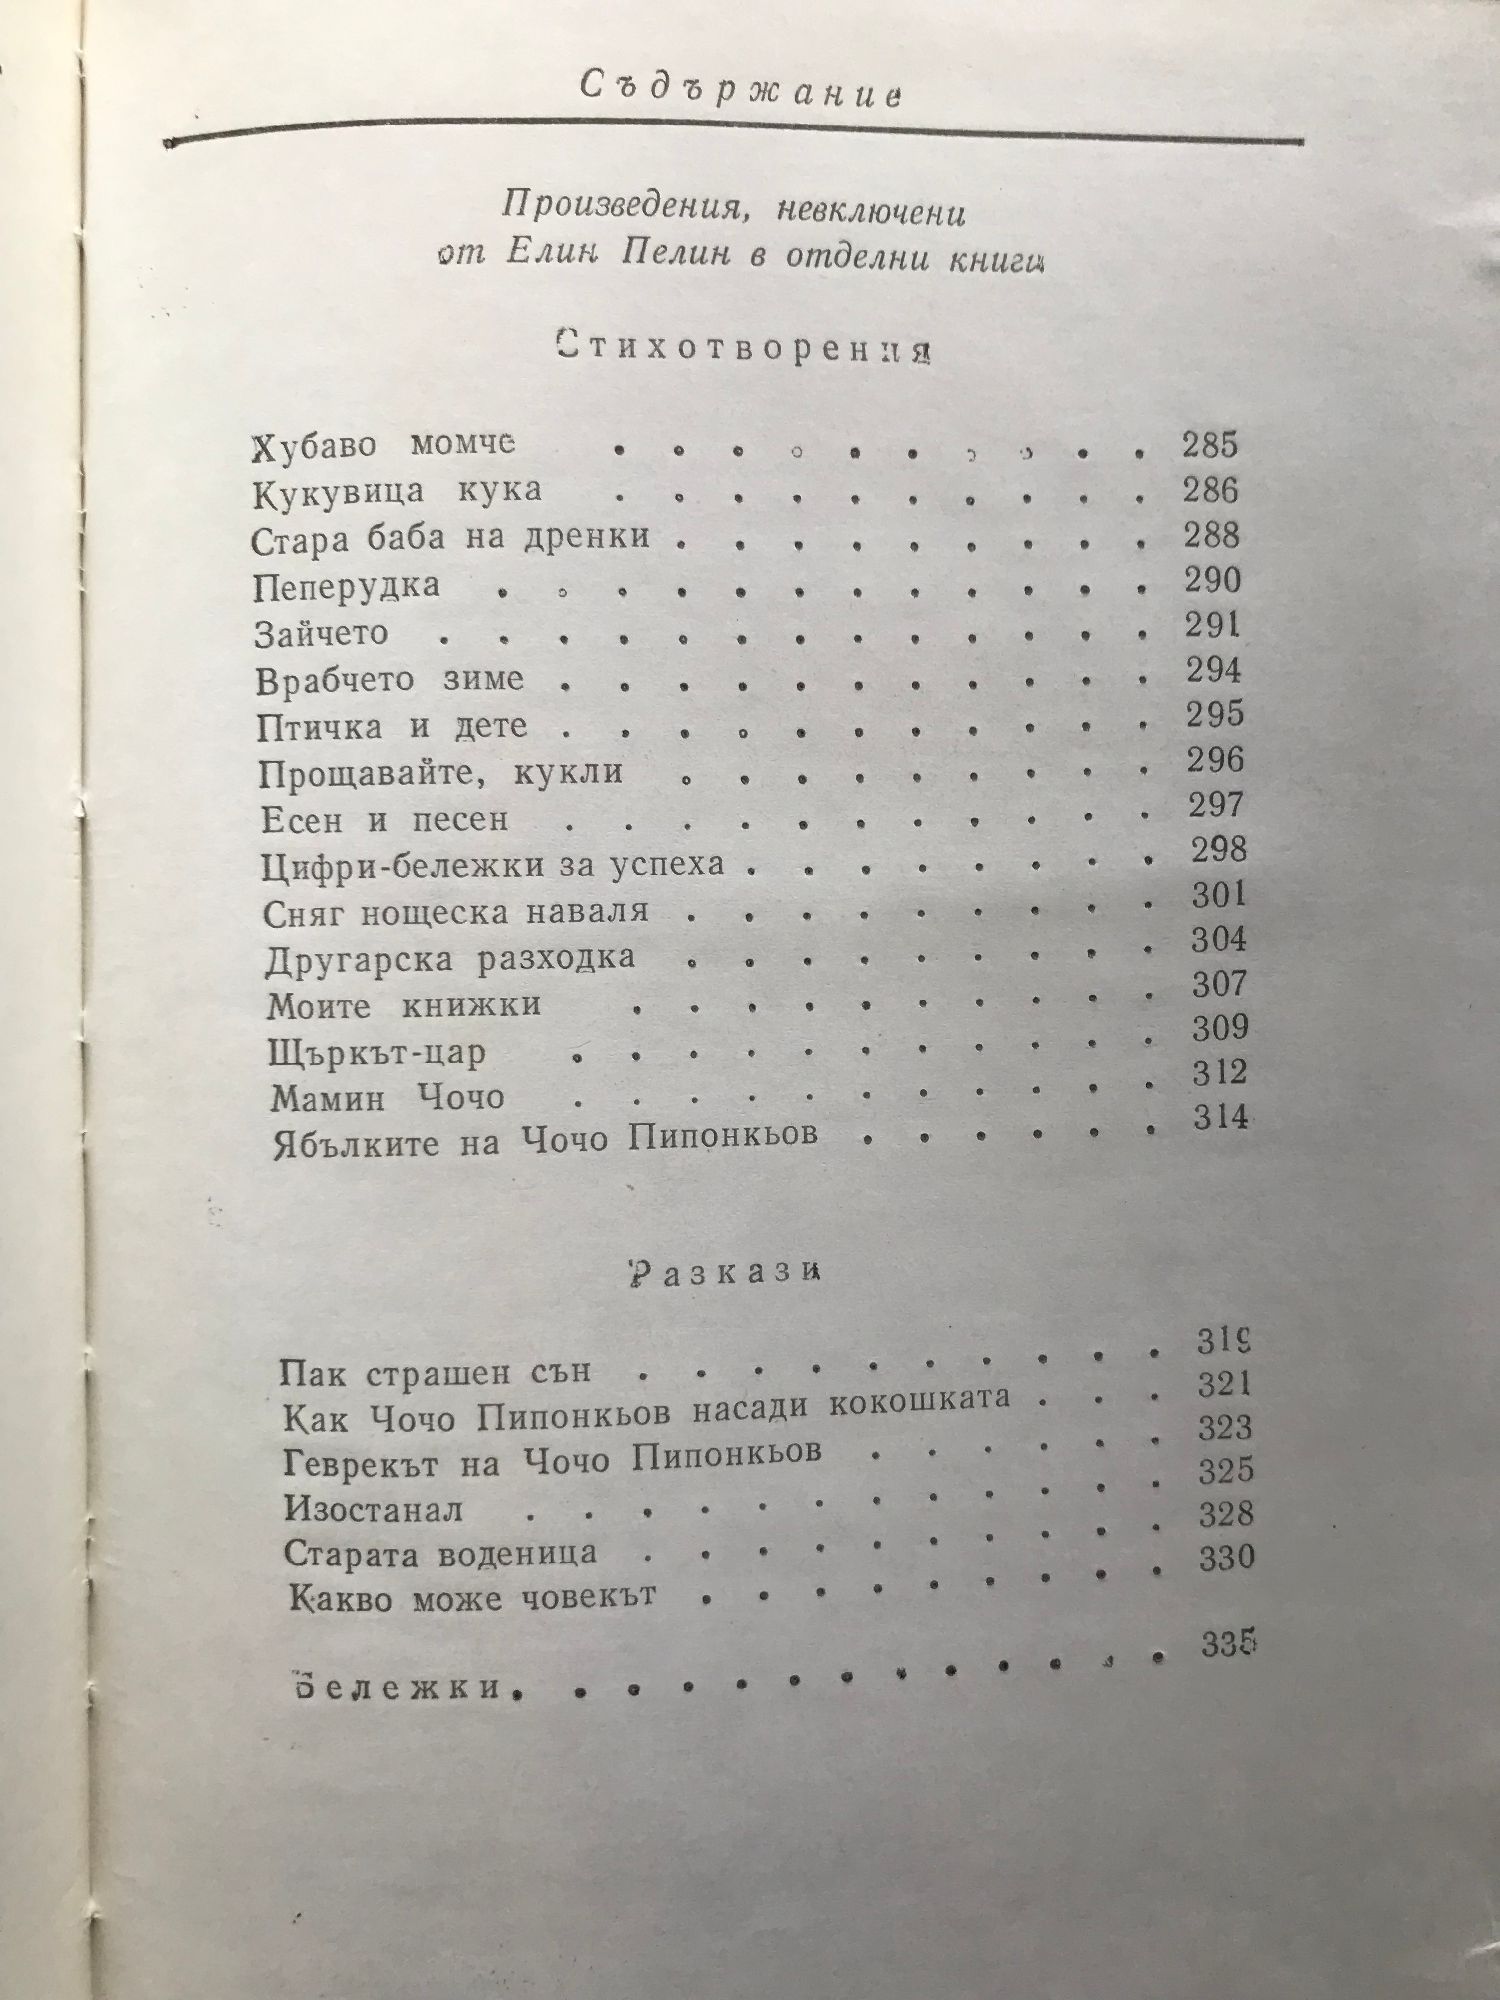 Съдържание
Произведения, невключени
от Елин Пелин в отделни книги
Стихотворения
Хубаво момче . . . . . . . . . . 285
Кукувица кука . . . . . . . . . . 286
Стара баба на дренки . . . . . . . . . 288
Пеперудка . . . . . . . . . . . . 290
Зайчето . . . . . . . . . . . . . 291
Врабчето зиме . . . . . . . . . . . 294
Птичка и дете . . . . . . . . . . . 295
Прощавайте, кукли . . . . . . . . . 296
Есен и песен . . . . . . . . . . . 297
Цифри-бележки за успеха . . . . . . . . 298
Сняг нощеска наваля . . . . . . . . . 301
Другарска разходка . . . . . . . . . 304
Моите книжки . . . . . . . . . . 307
Щъркът-цар . . . . . . . . . . . 309
Мамин Чочо . . . . . . . . . . . 312
Ябълките на Чочо Пипонкьов . . . . . . 314
Разкази
Пак страшен сън . . . . . . . . . . 319
Как Чочо Пипонкьов насади кокошката . . . 321
Геврекът на Чочо Пипонкьов . . . . . . 323
Изостанал . . . . . . . . . . . . 325
Старата воденица . . . . . . . . . . 328
Какво може човекът . . . . . . . . . 330
Бележки . . . . . . . . . . . . . 335